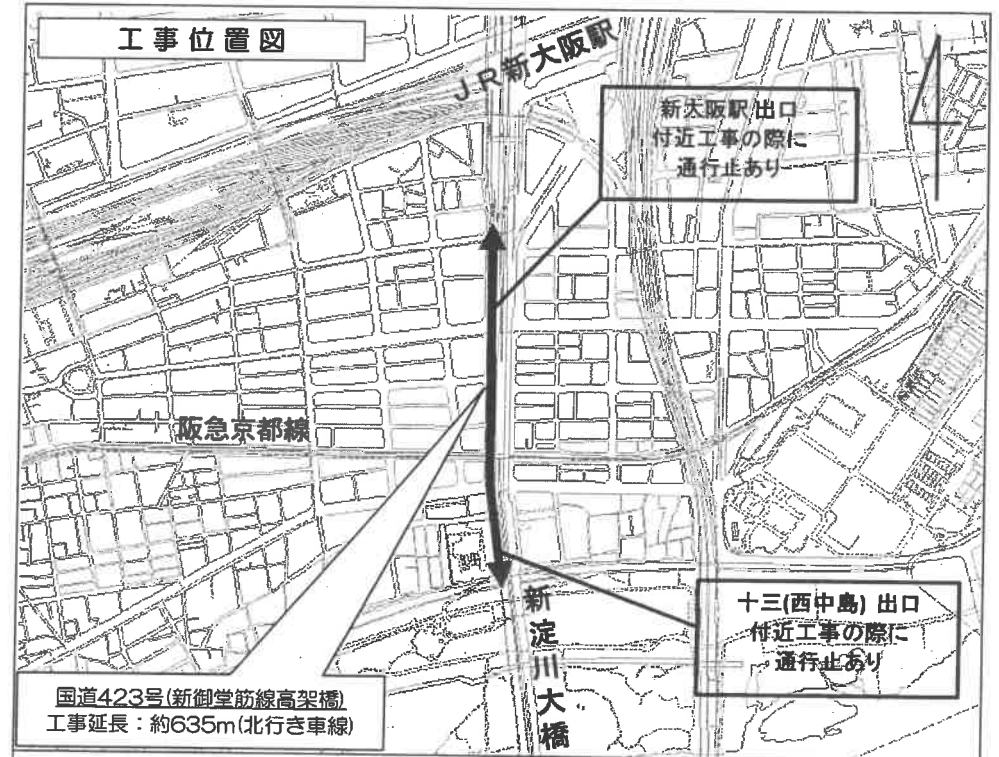 工事位置図
JR新大阪駅
新大阪駅出口
付近工事の際に
通行止あり
4
阪急京都線
十三(西中島)出口
付近工事の際に
通行止あり
新淀川大橋
国道423号(新御堂筋線高架橋)
工事延長：約635m(北行き車線)